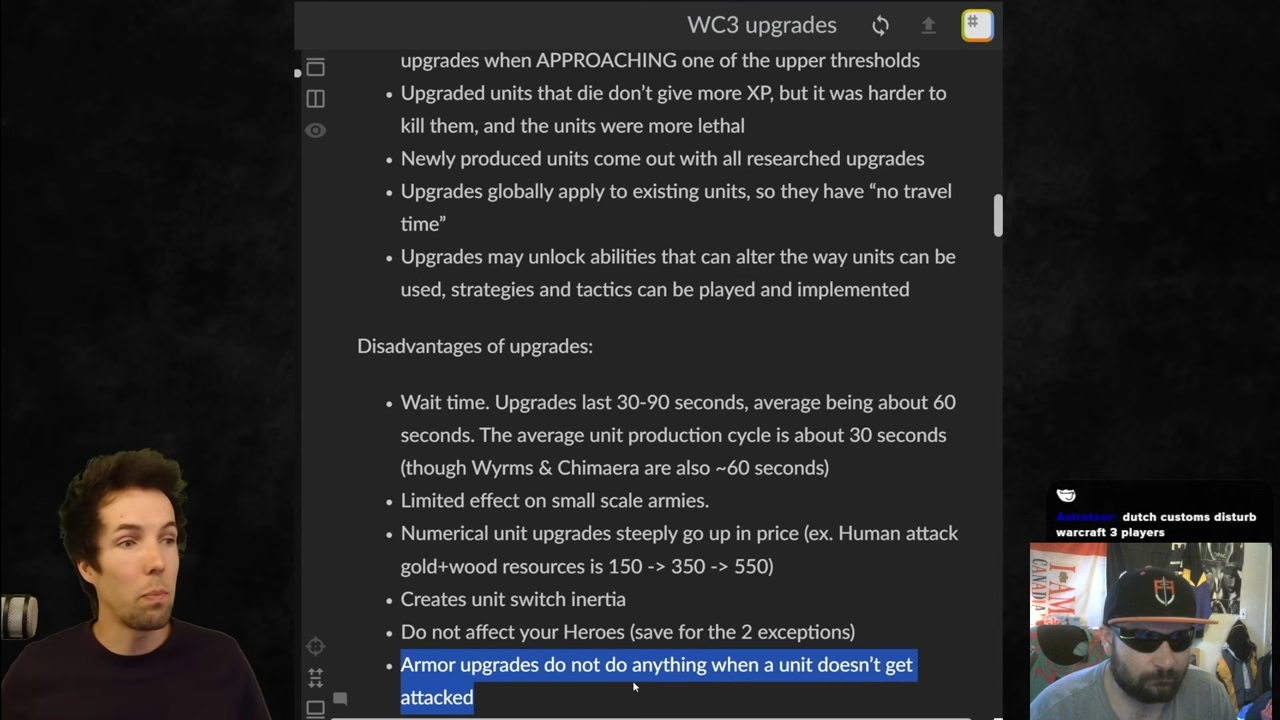 WC3 upgrades
#
upgrades when APPROACHING one of the upper thresholds
• Upgraded units that die don’t give more XP, but it was harder to
kill them, and the units were more lethal
• Newly produced units come out with all researched upgrades
• Upgrades globally apply to existing units, so they have “no travel
time”
• Upgrades may unlock abilities that can alter the way units can be
used, strategies and tactics can be played and implemented
Disadvantages of upgrades:
• Wait time. Upgrades last 30-90 seconds, average being about 60
seconds. The average unit production cycle is about 30 seconds
(though Wyrms & Chimaera are also ~60 seconds)
• Limited effect on small scale armies.
• Numerical unit upgrades steeply go up in price (ex. Human attack
gold+wood resources is 150 -> 350 -> 550)
• Creates unit switch inertia
• Do not affect your Heroes (save for the 2 exceptions)
• Armor upgrades do not do anything when a unit doesn’t get
attacked
dutch customs disturb
warcraft 3 players
I AM
CANADIA